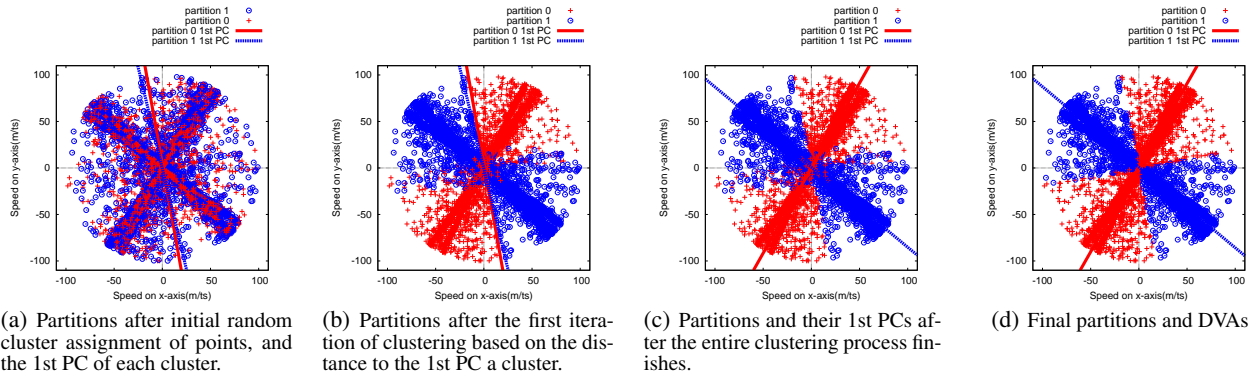 partition 1
partition 0
partition 0 1st PC
partition 1 1st PC
100
50
0
-50
-100
-100 -50 0 50 100
Speed on y-axis(m/ts)
Speed on x-axis(m/ts)
(a) Partitions after initial random
cluster assignment of points, and
the 1st PC of each cluster.
partition 0
partition 1
partition 0 1st PC
partition 1 1st PC
100
50
0
-50
-100
-100 -50 0 50 100
Speed on y-axis(m/ts)
Speed on x-axis(m/ts)
(b) Partitions after the first itera-
tion of clustering based on the dis-
tance to the 1st PC a cluster.
partition 0
partition 1
partition 0 1st PC
partition 1 1st PC
100
50
0
-50
-100
-100 -50 0 50 100
Speed on y-axis(m/ts)
Speed on x-axis(m/ts)
(c) Partitions and their 1st PCs af-
ter the entire clustering process fin-
ishes.
partition 0
partition 1
partition 0 1st PC
partition 1 1st PC
100
50
0
-50
-100
-100 -50 0 50 100
Speed on y-axis(m/ts)
Speed on x-axis(m/ts)
(d) Final partitions and DVAs